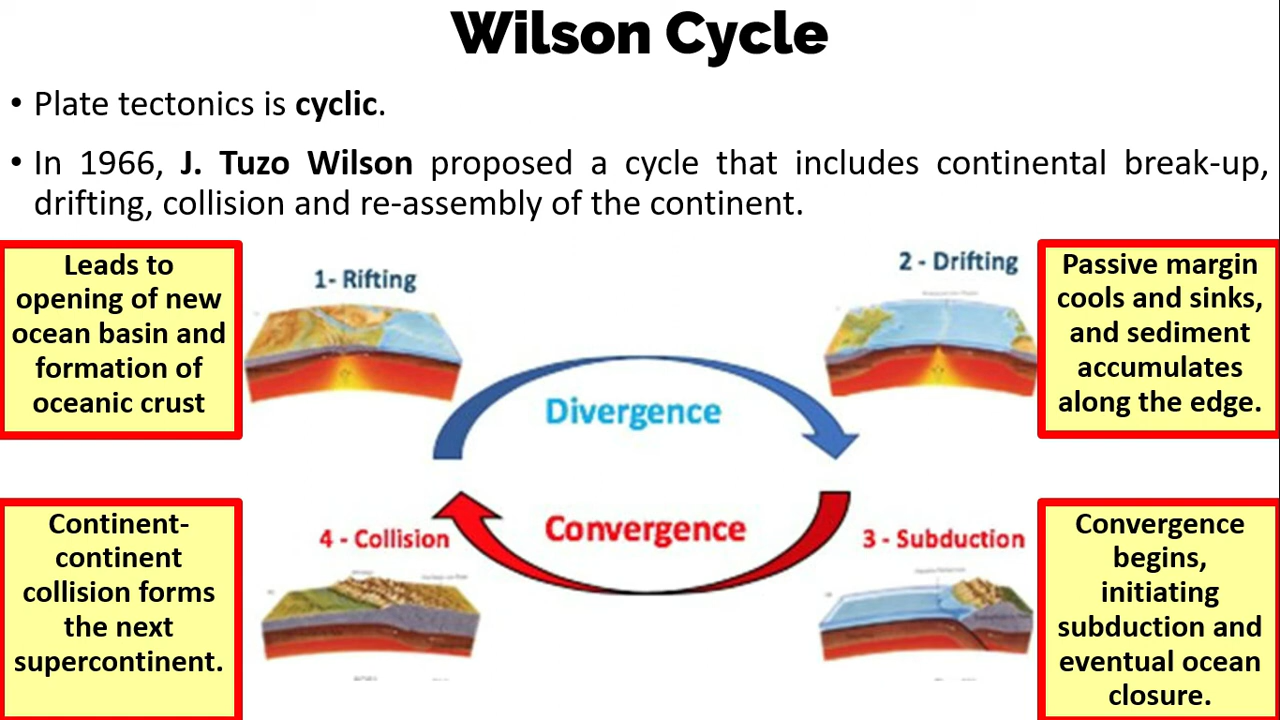 Wilson Cycle
• Plate tectonics is cyclic.
• In 1966, J. Tuzo Wilson proposed a cycle that includes continental break-up,
drifting, collision and re-assembly of the continent.
Leads to
opening of new
ocean basin and
formation of
oceanic crust
1- Rifting
2 - Drifting
Passive margin
cools and sinks,
and sediment
accumulates
along the edge.
Divergence
Convergence
Continent-
continent
collision forms
the next
supercontinent.
4 - Collision
3 - Subduction
Convergence
begins,
initiating
subduction and
eventual ocean
closure.